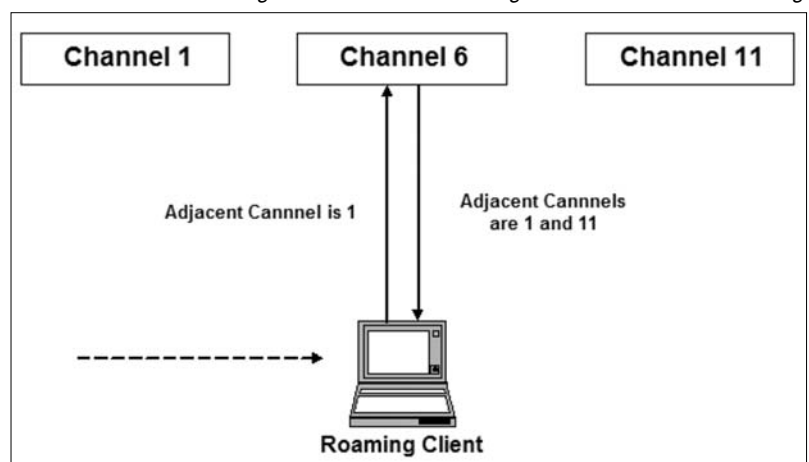 Channel 1
Channel 6
Channel 11
Adjacent Cannnel is 1
Adjacent Cannnels
are 1 and 11
Roaming Client